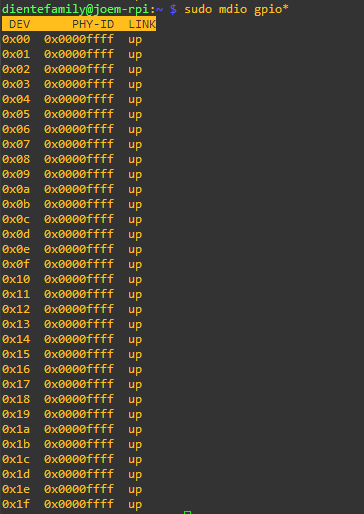 dientefamily@joem-rpi:~ $ sudo mdio gpio*
DEV PHY-ID LINK
0x00 0x0000ffff up
0x01 0x0000ffff up
0x02 0x0000ffff up
0x03 0x0000ffff up
0x04 0x0000ffff up
0x05 0x0000ffff up
0x06 0x0000ffff up
0x07 0x0000ffff up
0x08 0x0000ffff up
0x09 0x0000ffff up
0x0a 0x0000ffff up
0x0b 0x0000ffff up
0x0c 0x0000ffff up
0x0d 0x0000ffff up
0x0e 0x0000ffff up
0x0f 0x0000ffff up
0x10 0x0000ffff up
0x11 0x0000ffff up
0x12 0x0000ffff up
0x13 0x0000ffff up
0x14 0x0000ffff up
0x15 0x0000ffff up
0x16 0x0000ffff up
0x17 0x0000ffff up
0x18 0x0000ffff up
0x19 0x0000ffff up
0x1a 0x0000ffff up
0x1b 0x0000ffff up
0x1c 0x0000ffff up
0x1d 0x0000ffff up
0x1e 0x0000ffff up
0x1f 0x0000ffff up